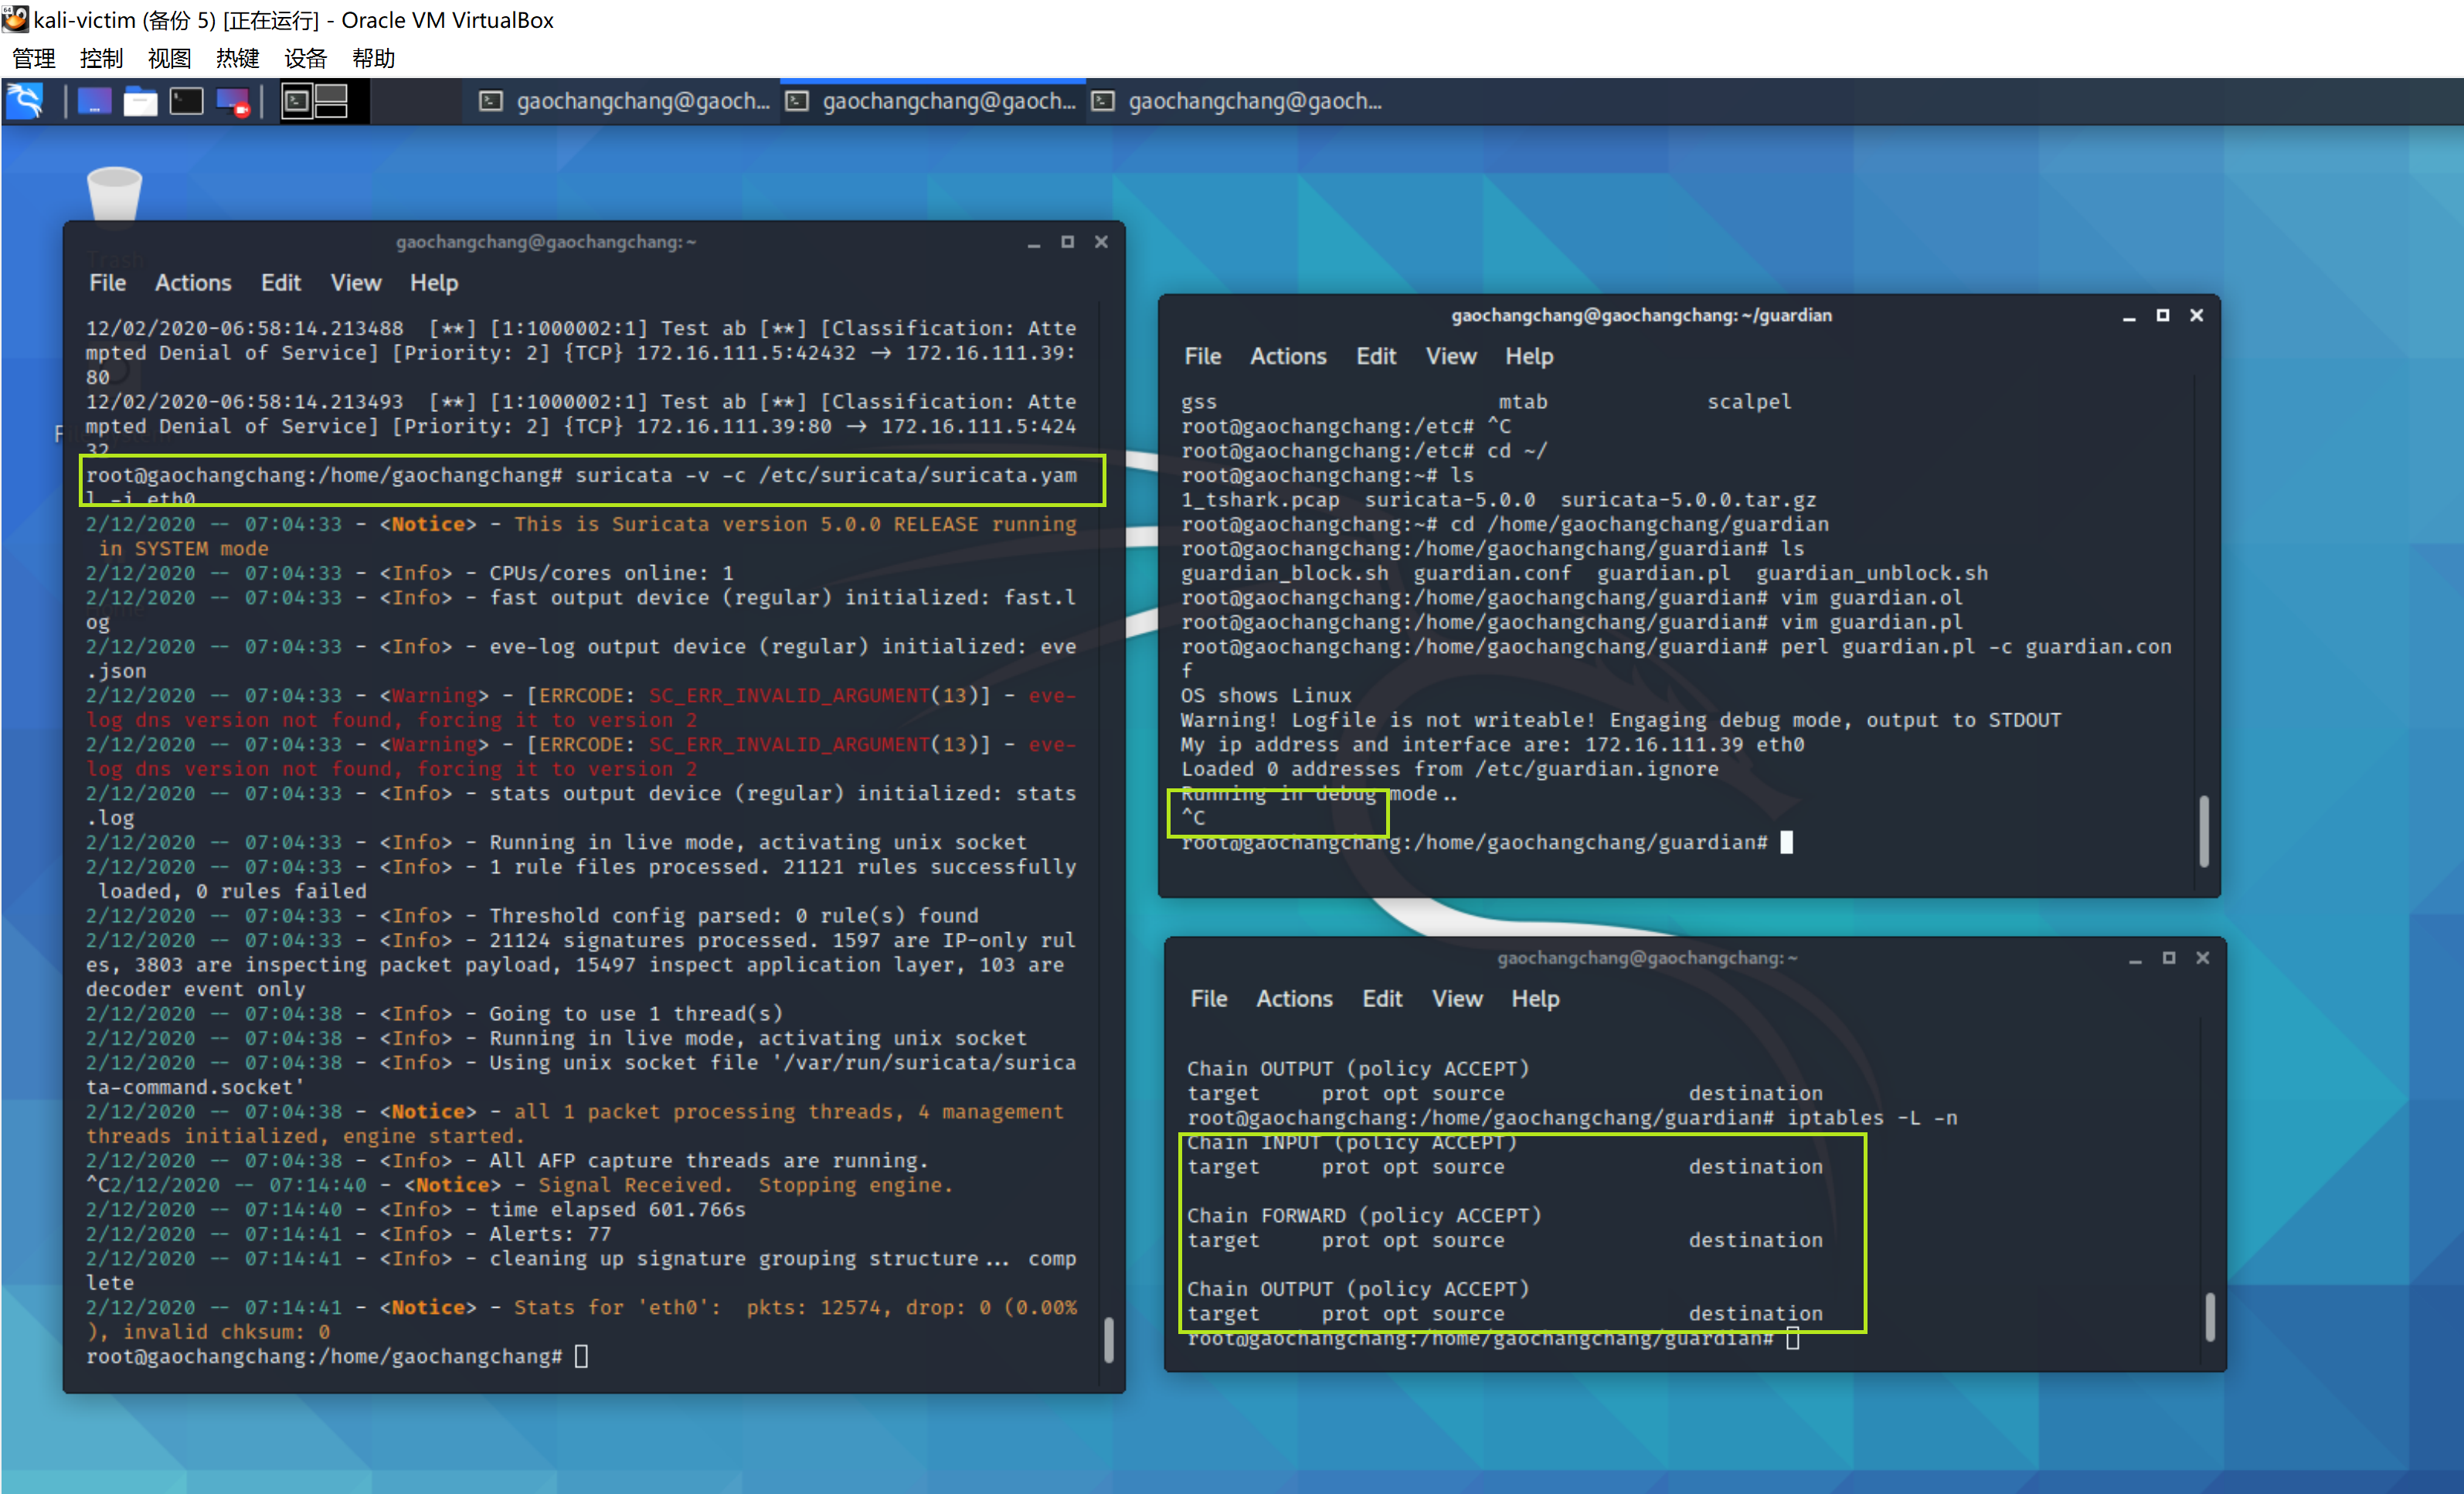 kali-victim (备份 5) [正在运行] - Oracle VM VirtualBox
管理 控制 视图 热键 设备 帮助
gaochangchang@gaoch... gaochangchang@gaoch... gaochangchang@gaoch...
Trash
gaochangchang@gaochangchang: ~
File Actions Edit View Help
12/02/2020-06:58:14.213488  [**] [1:1000002:1] Test ab [**] [Classification: Atte
mpted Denial of Service] [Priority: 2] {TCP} 172.16.111.5:42432 → 172.16.111.39:
80
12/02/2020-06:58:14.213493  [**] [1:1000002:1] Test ab [**] [Classification: Atte
mpted Denial of Service] [Priority: 2] {TCP} 172.16.111.39:80 → 172.16.111.5:424
32
root@gaochangchang:/home/gaochangchang# suricata -v -c /etc/suricata/suricata.yam
l -i eth0
2/12/2020 -- 07:04:33 - <Notice> - This is Suricata version 5.0.0 RELEASE running
 in SYSTEM mode
2/12/2020 -- 07:04:33 - <Info> - CPUs/cores online: 1
2/12/2020 -- 07:04:33 - <Info> - fast output device (regular) initialized: fast.l
og
2/12/2020 -- 07:04:33 - <Info> - eve-log output device (regular) initialized: eve
.json
2/12/2020 -- 07:04:33 - <Warning> - [ERRCODE: SC_ERR_INVALID_ARGUMENT(13)] - eve-
log dns version not found, forcing it to version 2
2/12/2020 -- 07:04:33 - <Warning> - [ERRCODE: SC_ERR_INVALID_ARGUMENT(13)] - eve-
log dns version not found, forcing it to version 2
2/12/2020 -- 07:04:33 - <Info> - stats output device (regular) initialized: stats
.log
2/12/2020 -- 07:04:33 - <Info> - Running in live mode, activating unix socket
2/12/2020 -- 07:04:33 - <Info> - 1 rule files processed. 21121 rules successfully
 loaded, 0 rules failed
2/12/2020 -- 07:04:33 - <Info> - Threshold config parsed: 0 rule(s) found
2/12/2020 -- 07:04:33 - <Info> - 21124 signatures processed. 1597 are IP-only rul
es, 3803 are inspecting packet payload, 15497 inspect application layer, 103 are
decoder event only
2/12/2020 -- 07:04:38 - <Info> - Going to use 1 thread(s)
2/12/2020 -- 07:04:38 - <Info> - Running in live mode, activating unix socket
2/12/2020 -- 07:04:38 - <Info> - Using unix socket file '/var/run/suricata/surica
ta-command.socket'
2/12/2020 -- 07:04:38 - <Notice> - all 1 packet processing threads, 4 management
threads initialized, engine started.
2/12/2020 -- 07:04:38 - <Info> - All AFP capture threads are running.
^C2/12/2020 -- 07:14:40 - <Notice> - Signal Received.  Stopping engine.
2/12/2020 -- 07:14:40 - <Info> - time elapsed 601.766s
2/12/2020 -- 07:14:41 - <Info> - Alerts: 77
2/12/2020 -- 07:14:41 - <Info> - cleaning up signature grouping structure... comp
lete
2/12/2020 -- 07:14:41 - <Notice> - Stats for 'eth0':  pkts: 12574, drop: 0 (0.00%
), invalid chksum: 0
root@gaochangchang:/home/gaochangchang#
gaochangchang@gaochangchang: ~/guardian
File Actions Edit View Help
gss mtab scalpel
root@gaochangchang:/etc# ^C
root@gaochangchang:/etc# cd ~/
root@gaochangchang:~# ls
1_tshark.pcap  suricata-5.0.0  suricata-5.0.0.tar.gz
root@gaochangchang:~# cd /home/gaochangchang/guardian
root@gaochangchang:/home/gaochangchang/guardian# ls
guardian_block.sh  guardian.conf  guardian.pl  guardian_unblock.sh
root@gaochangchang:/home/gaochangchang/guardian# vim guardian.ol
root@gaochangchang:/home/gaochangchang/guardian# vim guardian.pl
root@gaochangchang:/home/gaochangchang/guardian# perl guardian.pl -c guardian.con
f
OS shows Linux
Warning! Logfile is not writeable! Engaging debug mode, output to STDOUT
My ip address and interface are: 172.16.111.39 eth0
Loaded 0 addresses from /etc/guardian.ignore
Running in debug mode..
^C
root@gaochangchang:/home/gaochangchang/guardian#
gaochangchang@gaochangchang: ~
File Actions Edit View Help
Chain OUTPUT (policy ACCEPT)
target     prot opt source               destination
root@gaochangchang:/home/gaochangchang/guardian# iptables -L -n
Chain INPUT (policy ACCEPT)
target     prot opt source               destination
Chain FORWARD (policy ACCEPT)
target     prot opt source               destination
Chain OUTPUT (policy ACCEPT)
target     prot opt source               destination
root@gaochangchang:/home/gaochangchang/guardian#